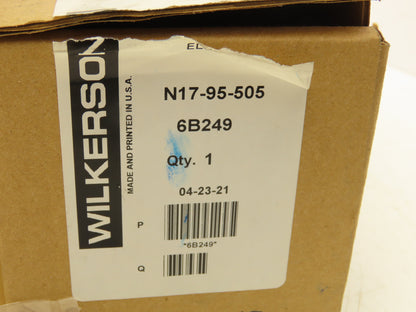 WILKERSON
MADE AND PRINTED IN U.S.A.
N17-95-505
6B249
Qty. 1
04-23-21
P
"6B249"
Q